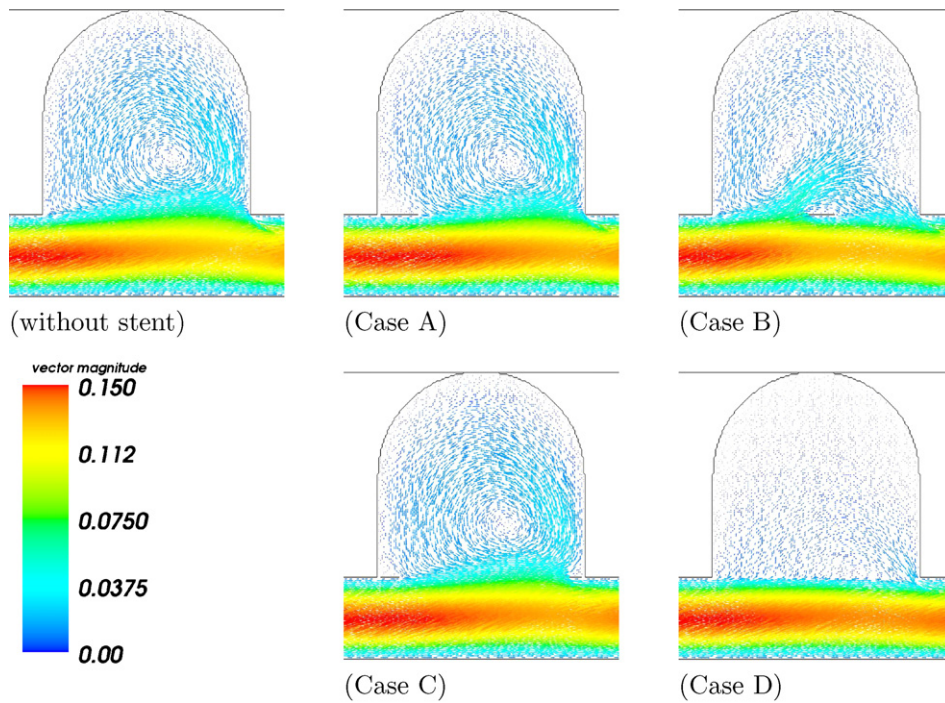 (without stent)
(Case A)
(Case B)
vector magnitude
0.150
0.112
0.0750
0.0375
0.00
(Case C)
(Case D)